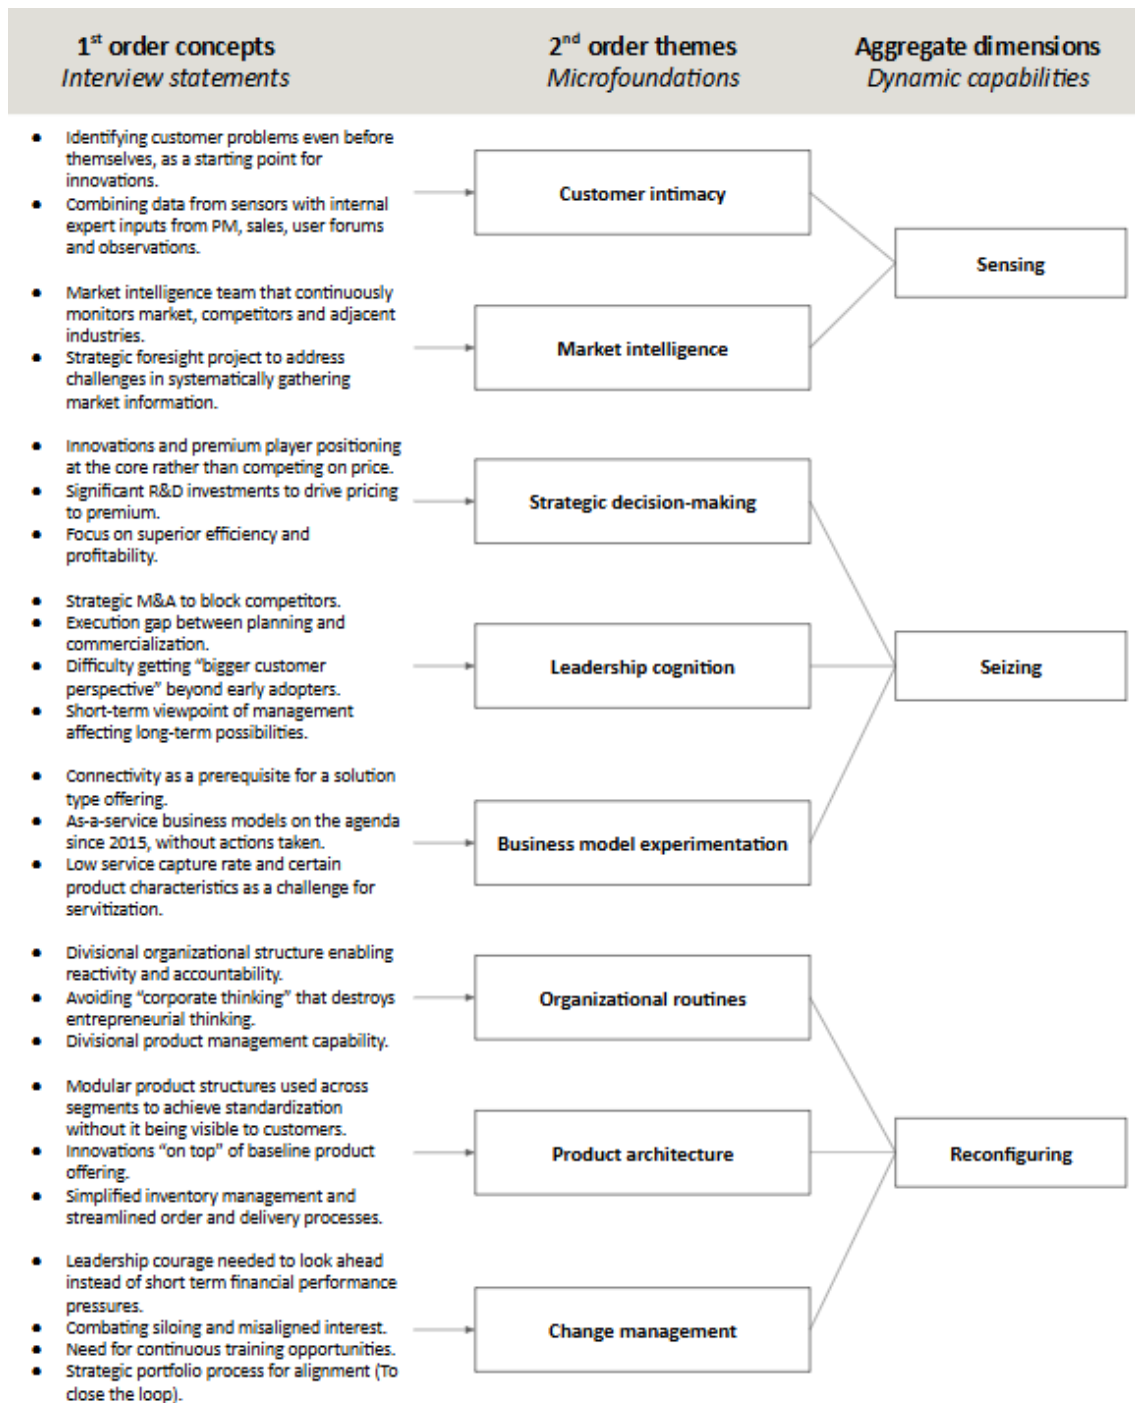 1st order concepts
Interview statements
2nd order themes
Microfoundations
Aggregate dimensions
Dynamic capabilities
● Identifying customer problems even before
themselves, as a starting point for
innovations.
● Combining data from sensors with internal
expert inputs from PM, sales, user forums
and observations.
Customer intimacy
● Market intelligence team that continuously
monitors market, competitors and adjacent
industries.
● Strategic foresight project to address
challenges in systematically gathering
market information.
Market intelligence
Sensing
● Innovations and premium player positioning
at the core rather than competing on price.
● Significant R&D investments to drive pricing
to premium.
● Focus on superior efficiency and
profitability.
Strategic decision-making
● Strategic M&A to block competitors.
● Execution gap between planning and
commercialization.
● Difficulty getting “bigger customer
perspective” beyond early adopters.
● Short-term viewpoint of management
affecting long-term possibilities.
Leadership cognition
● Connectivity as a prerequisite for a solution
type offering.
● As-a-service business models on the agenda
since 2015, without actions taken.
● Low service capture rate and certain
product characteristics as a challenge for
servitization.
Business model experimentation
Seizing
● Divisional organizational structure enabling
reactivity and accountability.
● Avoiding “corporate thinking” that destroys
entrepreneurial thinking.
● Divisional product management capability.
Organizational routines
● Modular product structures used across
segments to achieve standardization
without it being visible to customers.
● Innovations “on top” of baseline product
offering.
● Simplified inventory management and
streamlined order and delivery processes.
Product architecture
● Leadership courage needed to look ahead
instead of short term financial performance
pressures.
● Combating siloing and misaligned interest.
● Need for continuous training opportunities.
● Strategic portfolio process for alignment (To
close the loop).
Change management
Reconfiguring